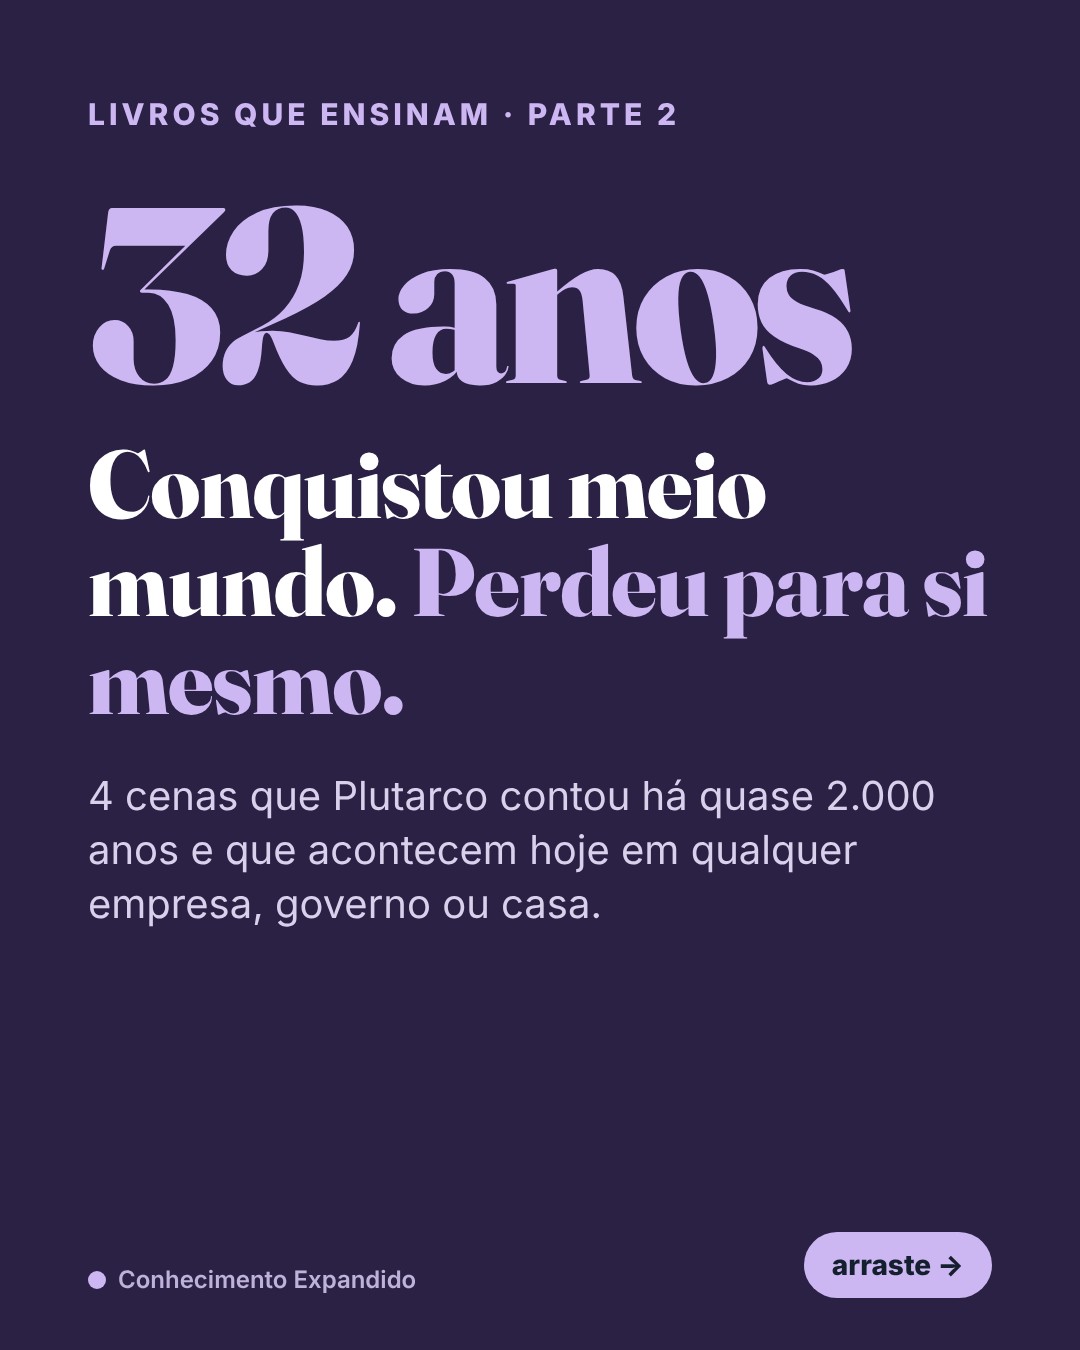 LIVROS QUE ENSINAM · PARTE 2
32 anos
Conquistou meio
mundo. Perdeu para si
mesmo.
4 cenas que Plutarco contou há quase 2.000
anos e que acontecem hoje em qualquer
empresa, governo ou casa.
Conhecimento Expandido
arraste →